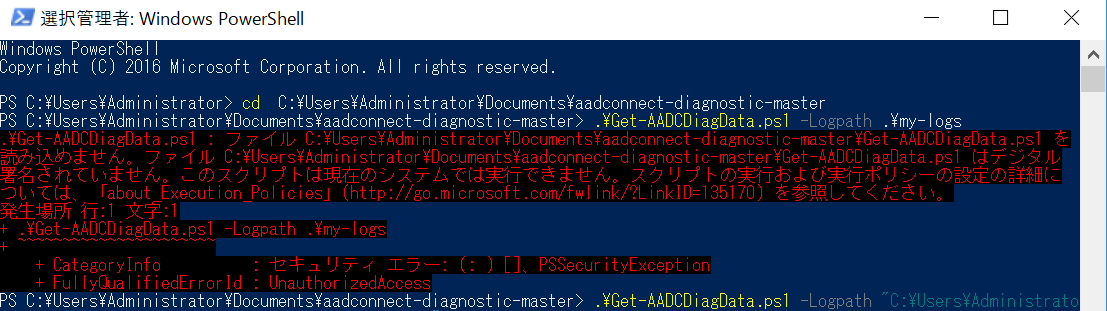 選択管理者: Windows PowerShell
Windows PowerShell
Copyright (C) 2016 Microsoft Corporation. All rights reserved.
PS C:¥Users¥Administrator> cd  C:¥Users¥Administrator¥Documents¥aadconnect-diagnostic-master
PS C:¥Users¥Administrator¥Documents¥aadconnect-diagnostic-master> .¥Get-AADCDiagData.ps1 -Logpath .¥my-logs
.¥Get-AADCDiagData.ps1 : ファイル C:¥Users¥Administrator¥Documents¥aadconnect-diagnostic-master¥Get-AADCDiagData.ps1 を
読み込めません。ファイル C:¥Users¥Administrator¥Documents¥aadconnect-diagnostic-master¥Get-AADCDiagData.ps1 はデジタル
署名されていません。このスクリプトは現在のシステムでは実行できません。スクリプトの実行および実行ポリシーの設定の詳細に
ついては、「about_Execution_Policies」(http://go.microsoft.com/fwlink/?LinkID=135170) を参照してください。
発生場所 行:1 文字:1
+ .¥Get-AADCDiagData.ps1 -Logpath .¥my-logs
+ ~~~~~~~~~~~~~~~~~~~~~~
+ CategoryInfo          : セキュリティ エラー: (: ) []、PSSecurityException
+ FullyQualifiedErrorId : UnauthorizedAccess
PS C:¥Users¥Administrator¥Documents¥aadconnect-diagnostic-master> .¥Get-AADCDiagData.ps1 -Logpath "C:¥Users¥Administrato